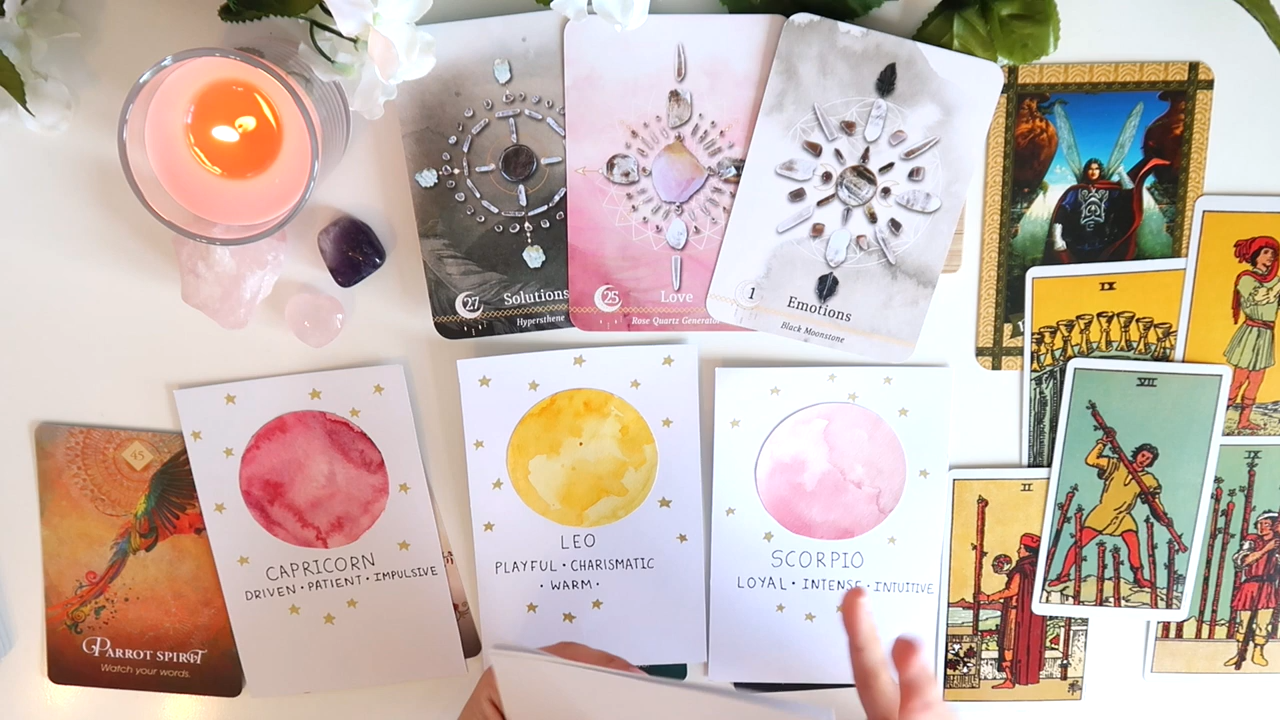 27 Solutions
Hypersthene
25 Love
Rose Quartz Generator
1 Emotions
Black Moonstone
IX
VII
IX
II
45
PARROT SPIRIT
Watch your words.
CAPRICORN
DRIVEN • PATIENT • IMPULSIVE
LEO
PLAYFUL • CHARISMATIC
• WARM •
SCORPIO
LOYAL • INTENSE • INTUITIVE